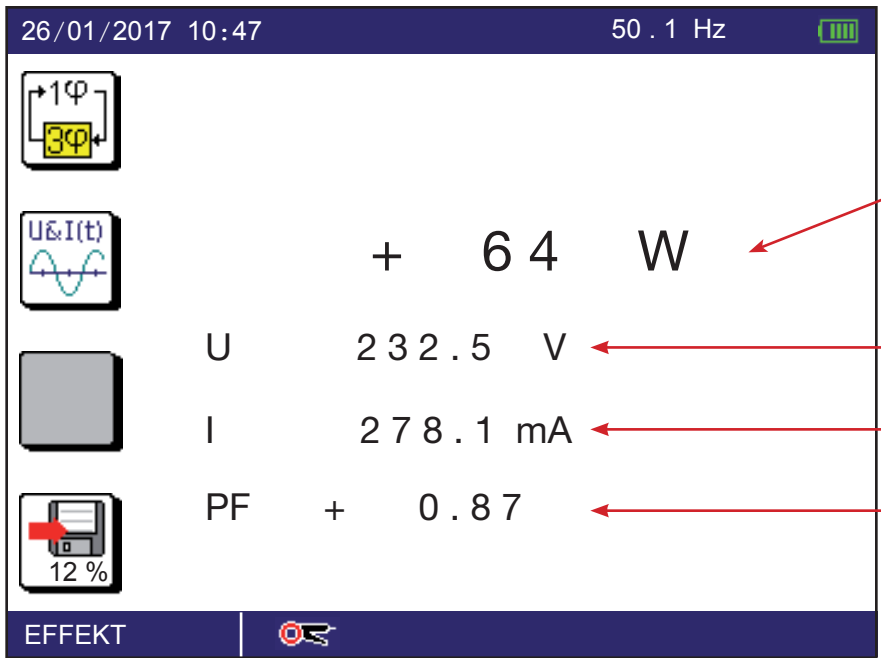 26/01/2017 10:47 50.1 Hz
1φ
3φ
U&I(t)
+ 64 W
U 232.5 V
I 278.1 mA
PF + 0.87
12 %
EFFEKT